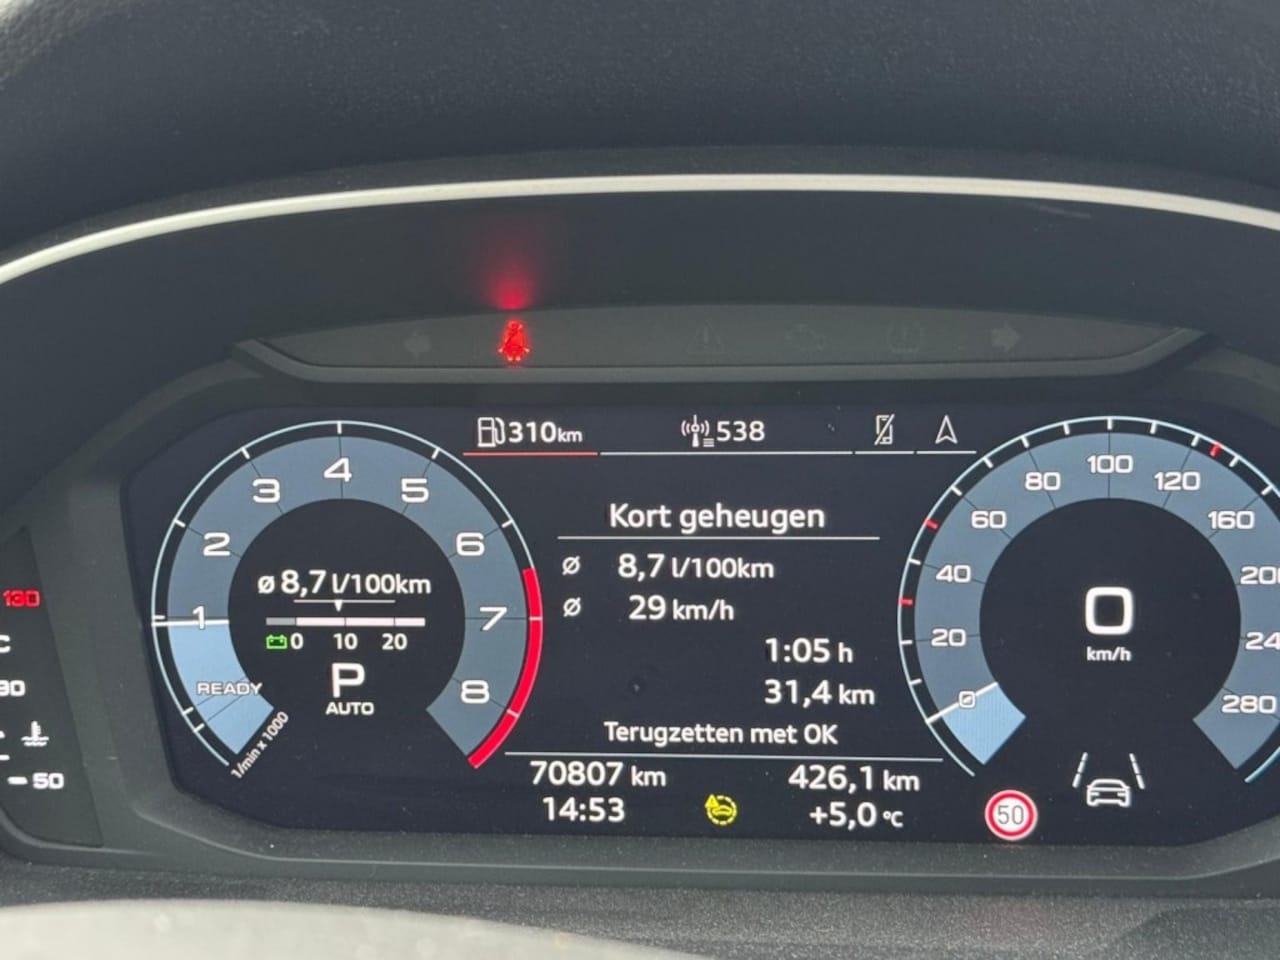 310 km
538
Kort geheugen
ø 8,7 l/100km
ø 29 km/h
1:05 h
31,4 km
Terugzetten met OK
70807 km
426,1 km
14:53
+5,0 °C
1 2 3 4 5 6 7 8
READY
1/min x 1000
ø 8,7 l/100km
0 10 20
P
AUTO
0 20 40 60 80 100 120 160 280
0
km/h
50
130
50